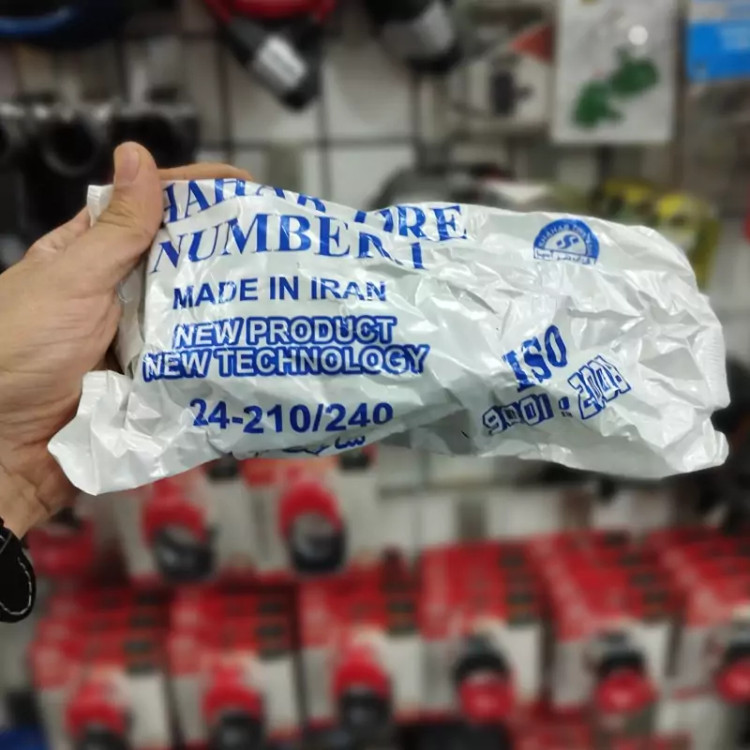 NUMBER.1
MADE IN IRAN
NEW PRODUCT
NEW TECHNOLOGY
24-210/240
ISO
9001:2008